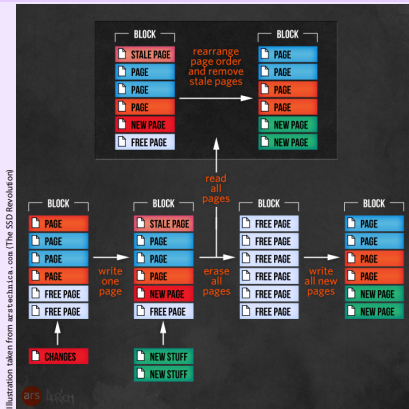 BLOCK
STALE PAGE
PAGE
PAGE
PAGE
NEW PAGE
FREE PAGE
rearrange
page order
and remove
stale pages
BLOCK
PAGE
PAGE
PAGE
PAGE
NEW PAGE
NEW PAGE
read
all
pages
BLOCK
PAGE
PAGE
PAGE
PAGE
FREE PAGE
FREE PAGE
CHANGES
write
one
page
BLOCK
STALE PAGE
PAGE
PAGE
PAGE
NEW PAGE
FREE PAGE
NEW STUFF
NEW STUFF
erase
all
pages
BLOCK
FREE PAGE
FREE PAGE
FREE PAGE
FREE PAGE
FREE PAGE
FREE PAGE
write
all new
pages
BLOCK
PAGE
PAGE
PAGE
PAGE
NEW PAGE
NEW PAGE
ars
Illustration taken from arstechnica.com (The SSD Revolution)